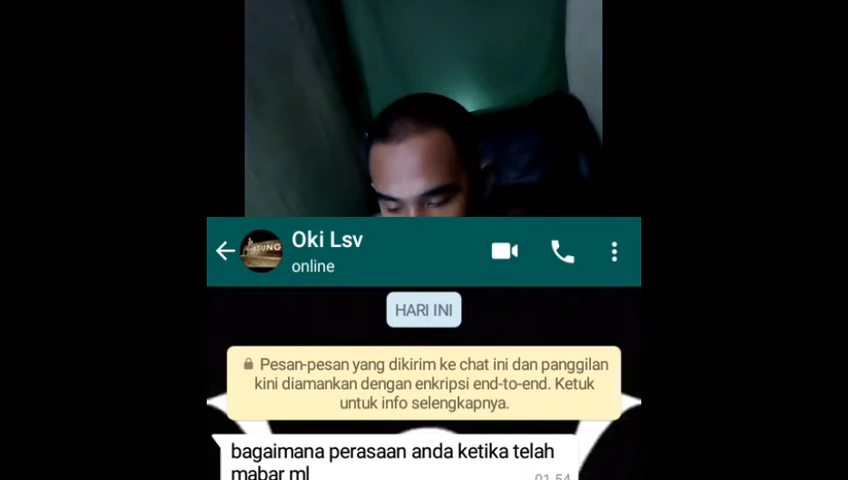 Oki Lsv
online
HARI INI
Pesan-pesan yang dikirim ke chat ini dan panggilan
kini diamankan dengan enkripsi end-to-end. Ketuk
untuk info selengkapnya.
bagaimana perasaan anda ketika telah
mabar ml
01.54